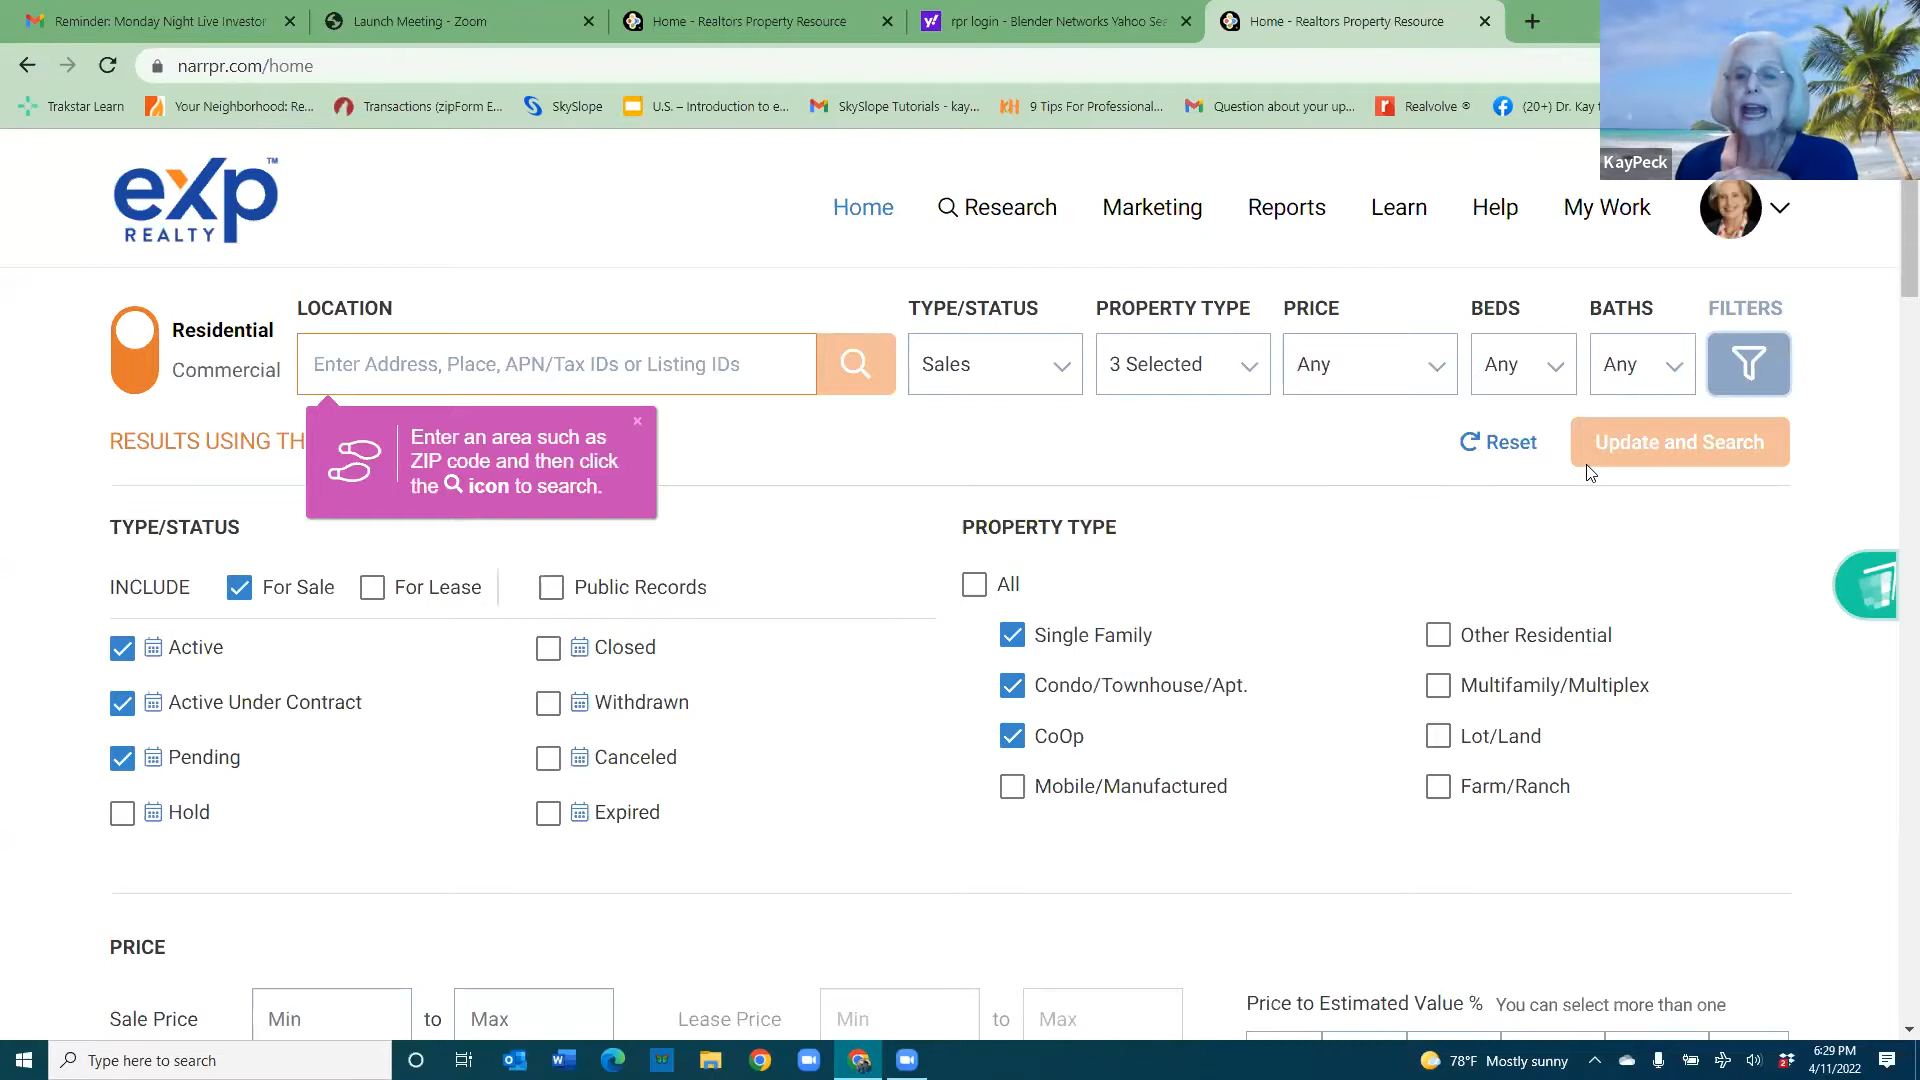 Reminder: Monday Night Live Investor
Launch Meeting - Zoom
Home - Realtors Property Resource
rpr login - Blender Networks Yahoo Sea
Home - Realtors Property Resource
narrpr.com/home
Trakstar Learn
Your Neighborhood: Re...
Transactions (zipForm E...
SkySlope
U.S. – Introduction to e...
SkySlope Tutorials - kay...
9 Tips For Professional...
Question about your up...
Realvolve ®
(20+) Dr. Kay
KayPeck
eXp™
REALTY
Home
Research
Marketing
Reports
Learn
Help
My Work
Residential
Commercial
LOCATION
Enter Address, Place, APN/Tax IDs or Listing IDs
TYPE/STATUS
Sales
PROPERTY TYPE
3 Selected
PRICE
Any
BEDS
Any
BATHS
Any
FILTERS
RESULTS USING TH
Enter an area such as
ZIP code and then click
the icon to search.
x
Reset
Update and Search
TYPE/STATUS
INCLUDE
For Sale
For Lease
Public Records
Active
Closed
Active Under Contract
Withdrawn
Pending
Canceled
Hold
Expired
PROPERTY TYPE
All
Single Family
Other Residential
Condo/Townhouse/Apt.
Multifamily/Multiplex
CoOp
Lot/Land
Mobile/Manufactured
Farm/Ranch
PRICE
Sale Price
Min
to
Max
Lease Price
Min
to
Max
Price to Estimated Value %
You can select more than one
Type here to search
78°F Mostly sunny
6:29 PM
4/11/2022